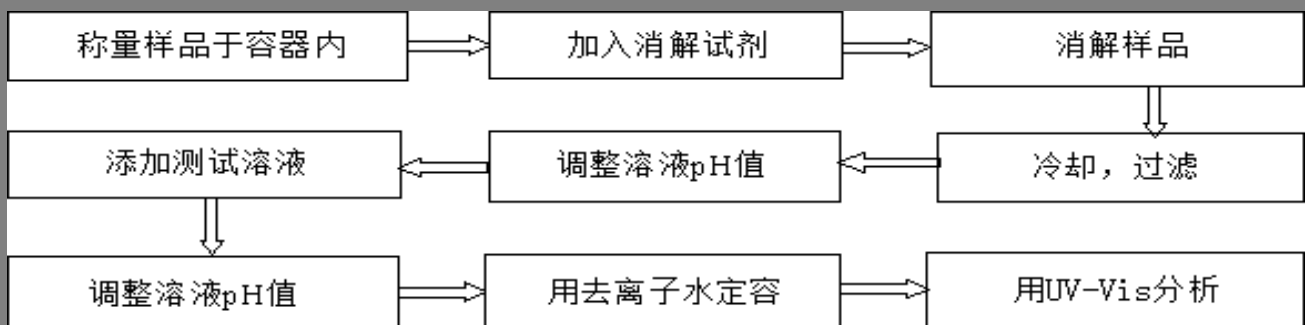 称量样品于容器内
加入消解试剂
消解样品
冷却，过滤
调整溶液pH值
添加测试溶液
调整溶液pH值
用去离子水定容
用UV-Vis分析